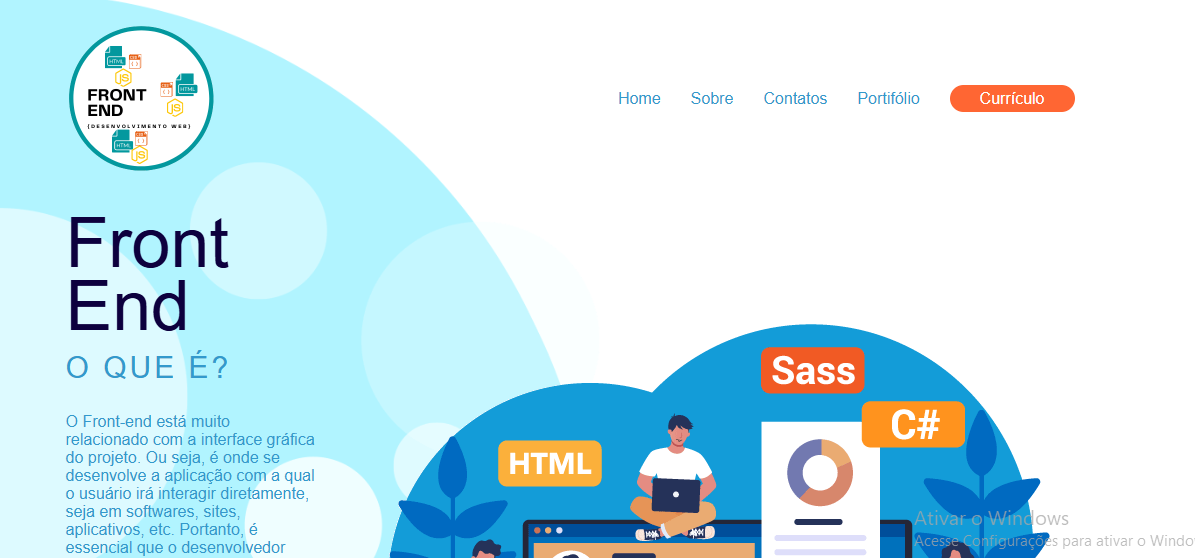 HTML
JS
FRONT
END
{DESENVOLVIMENTO WEB}
HTML
JS
HTML
JS
Home Sobre Contatos Portifólio Currículo
Front
End
O QUE É?
O Front-end está muito
relacionado com a interface gráfica
do projeto. Ou seja, é onde se
desenvolve a aplicação com a qual
o usuário irá interagir diretamente,
seja em softwares, sites,
aplicativos, etc. Portanto, é
essencial que o desenvolvedor
Sass
C#
HTML
Ativar o Windows
Acesse Configurações para ativar o Windo